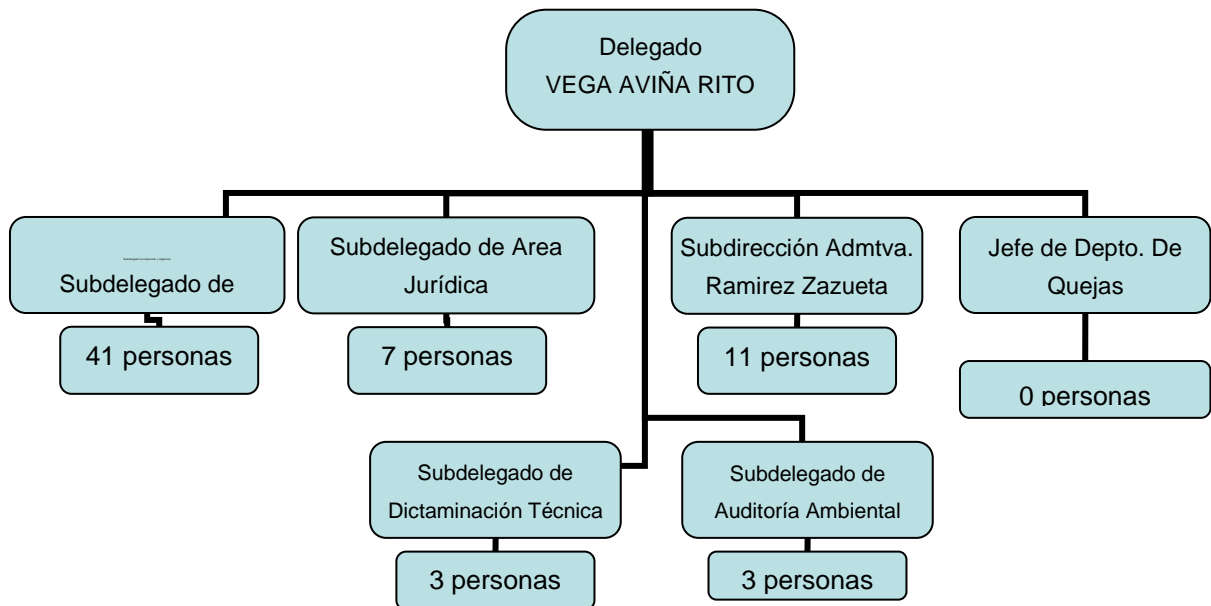 Delegado
VEGA AVIÑA RITO
Subdelegado de
Subdelegado de Area
Jurídica
Subdirección Admtva.
Ramirez Zazueta
Jefe de Depto. De
Quejas
41 personas
7 personas
11 personas
0 personas
Subdelegado de
Dictaminación Técnica
Subdelegado de
Auditoría Ambiental
3 personas
3 personas